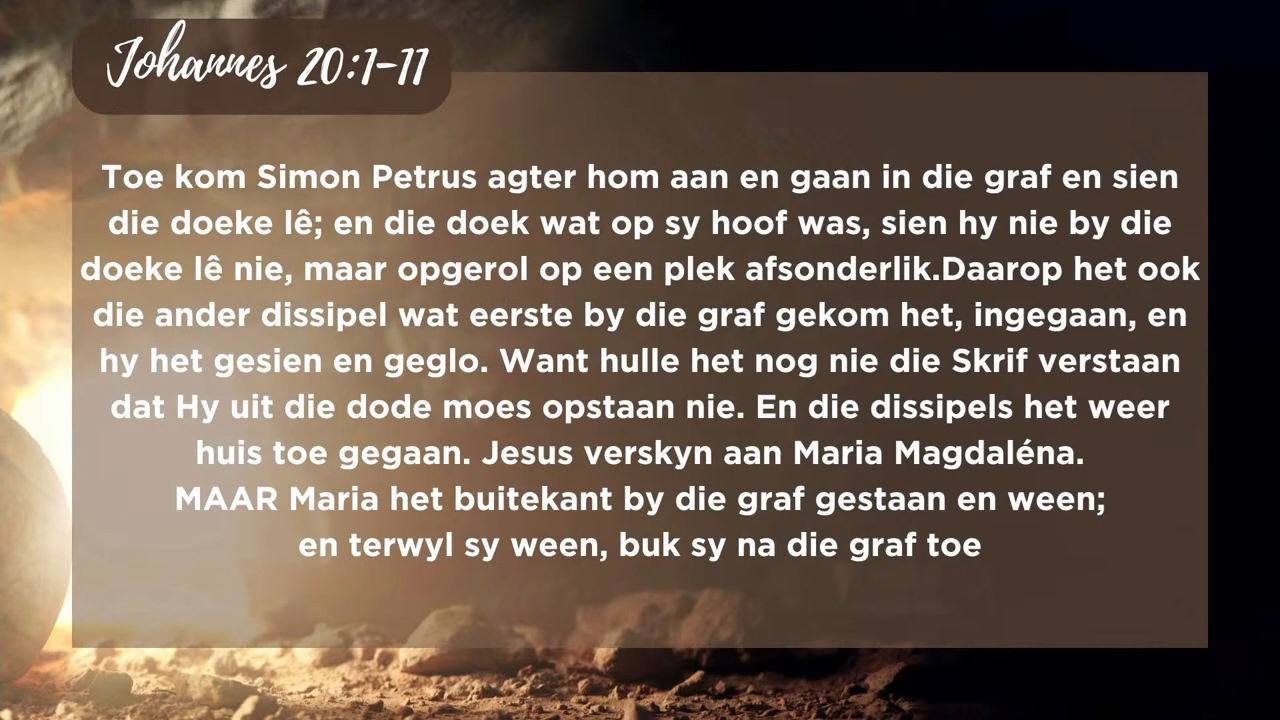 Johannes 20:1-11
Toe kom Simon Petrus agter hom aan en gaan in die graf en sien
die doeke lê; en die doek wat op sy hoof was, sien hy nie by die
doeke lê nie, maar opgerol op een plek afsonderlik.Daarop het ook
die ander dissipel wat eerste by die graf gekom het, ingegaan, en
hy het gesien en geglo. Want hulle het nog nie die Skrif verstaan
dat Hy uit die dode moes opstaan nie. En die dissipels het weer
huis toe gegaan. Jesus verskyn aan Maria Magdaléna.
MAAR Maria het buitekant by die graf gestaan en ween;
en terwyl sy ween, buk sy na die graf toe